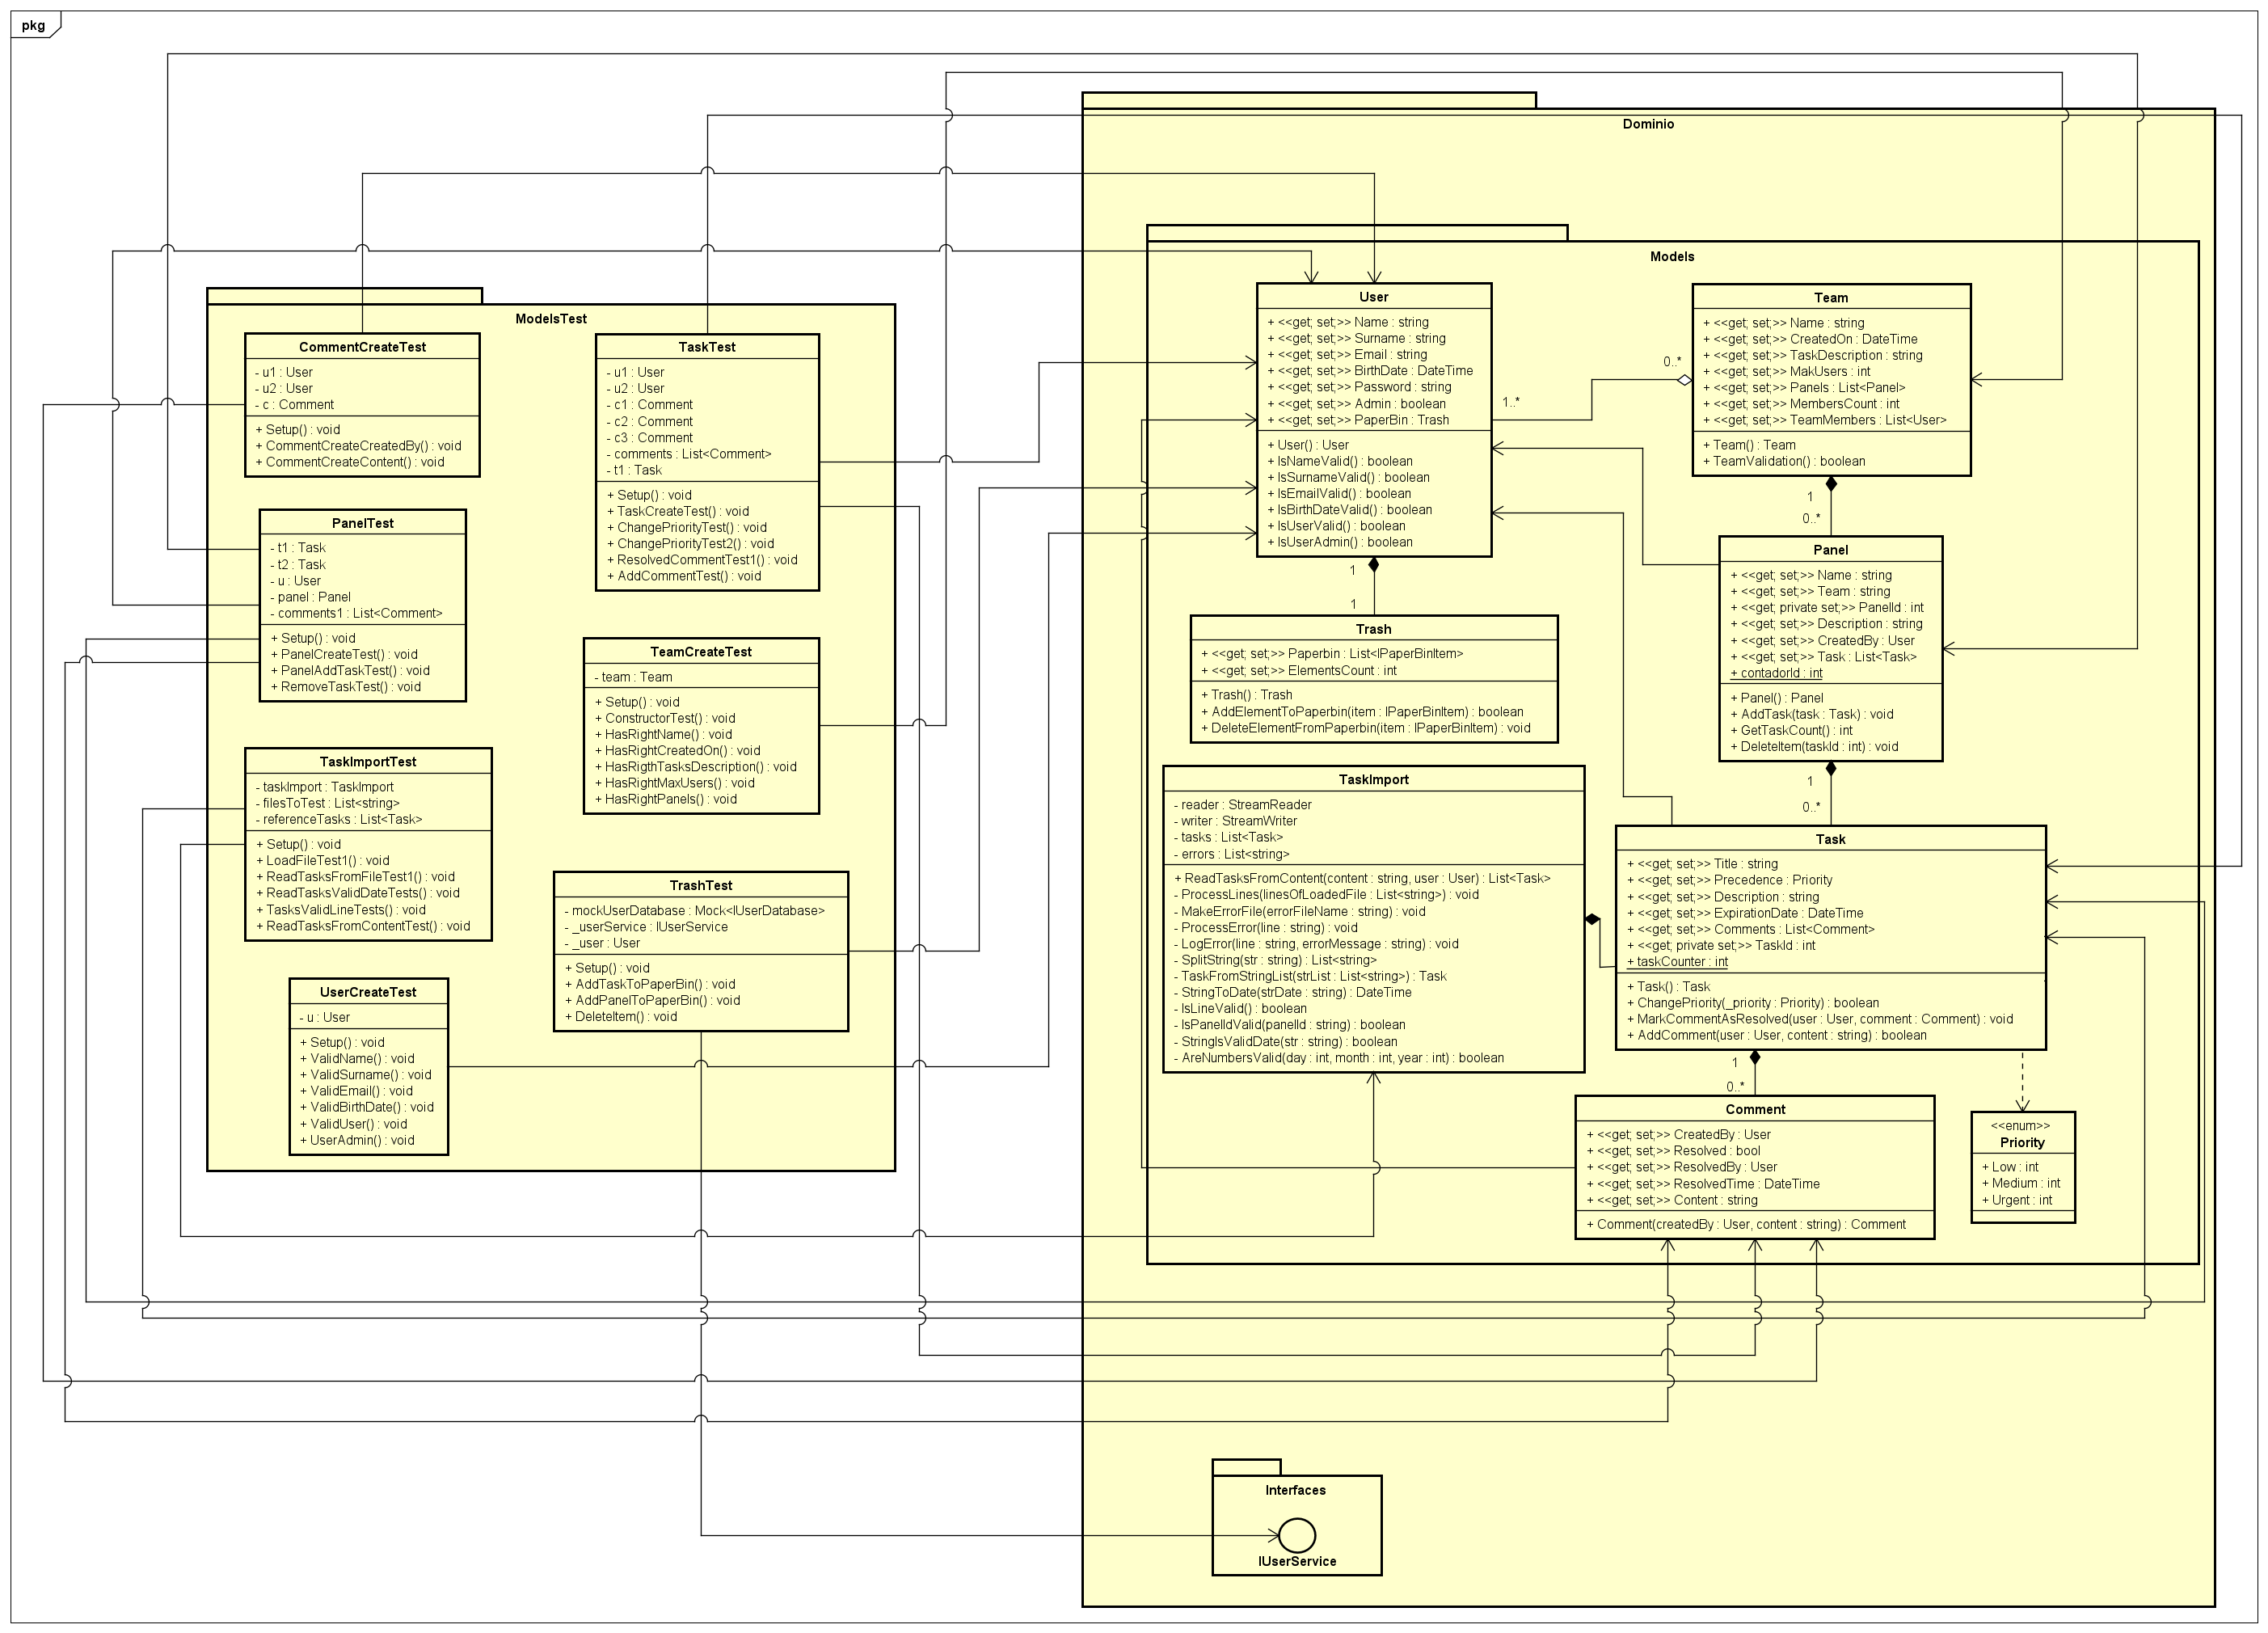 pkg
Dominio
Models
ModelsTest
CommentCreateTest
- u1 : User
- u2 : User
- c : Comment
+ Setup() : void
+ CommentCreateCreatedBy() : void
+ CommentCreateContent() : void
TaskTest
- u1 : User
- u2 : User
- c1 : Comment
- c2 : Comment
- c3 : Comment
- comments : List<Comment>
- t1 : Task
+ Setup() : void
+ TaskCreateTest() : void
+ ChangePriorityTest() : void
+ ChangePriorityTest2() : void
+ ResolvedCommentTest1() : void
+ AddCommentTest() : void
PanelTest
- t1 : Task
- t2 : Task
- u : User
- panel : Panel
- comments1 : List<Comment>
+ Setup() : void
+ PanelCreateTest() : void
+ PanelAddTaskTest() : void
+ RemoveTaskTest() : void
TeamCreateTest
- team : Team
+ Setup() : void
+ ConstructorTest() : void
+ HasRightName() : void
+ HasRightCreatedOn() : void
+ HasRigthTasksDescription() : void
+ HasRightMaxUsers() : void
+ HasRightPanels() : void
TaskImportTest
- taskImport : TaskImport
- filesToTest : List<string>
- referenceTasks : List<Task>
+ Setup() : void
+ LoadFileTest1() : void
+ ReadTasksFromFileTest1() : void
+ ReadTasksValidDateTests() : void
+ TasksValidLineTests() : void
+ ReadTasksFromContentTest() : void
TrashTest
- mockUserDatabase : Mock<IUserDatabase>
- _userService : IUserService
- _user : User
+ Setup() : void
+ AddTaskToPaperBin() : void
+ AddPanelToPaperBin() : void
+ DeleteItem() : void
UserCreateTest
- u : User
+ Setup() : void
+ ValidName() : void
+ ValidSurname() : void
+ ValidEmail() : void
+ ValidBirthDate() : void
+ ValidUser() : void
+ UserAdmin() : void
User
+ <<get; set;>> Name : string
+ <<get; set;>> Surname : string
+ <<get; set;>> Email : string
+ <<get; set;>> BirthDate : DateTime
+ <<get; set;>> Password : string
+ <<get; set;>> Admin : boolean
+ <<get; set;>> PaperBin : Trash
+ User() : User
+ IsNameValid() : boolean
+ IsSurnameValid() : boolean
+ IsEmailValid() : boolean
+ IsBirthDateValid() : boolean
+ IsUserValid() : boolean
+ IsUserAdmin() : boolean
0..*
1..*
Team
+ <<get; set;>> Name : string
+ <<get; set;>> CreatedOn : DateTime
+ <<get; set;>> TaskDescription : string
+ <<get; set;>> MakUsers : int
+ <<get; set;>> Panels : List<Panel>
+ <<get; set;>> MembersCount : int
+ <<get; set;>> TeamMembers : List<User>
+ Team() : Team
+ TeamValidation() : boolean
1
0..*
Panel
+ <<get; set;>> Name : string
+ <<get; set;>> Team : string
+ <<get; private set;>> PanelId : int
+ <<get; set;>> Description : string
+ <<get; set;>> CreatedBy : User
+ <<get; set;>> Task : List<Task>
+ contadorId : int
+ Panel() : Panel
+ AddTask(task : Task) : void
+ GetTaskCount() : int
+ DeleteItem(taskId : int) : void
1
1
Trash
+ <<get; set;>> Paperbin : List<IPaperBinItem>
+ <<get; set;>> ElementsCount : int
+ Trash() : Trash
+ AddElementToPaperbin(item : IPaperBinItem) : boolean
+ DeleteElementFromPaperbin(item : IPaperBinItem) : void
1
0..*
TaskImport
- reader : StreamReader
- writer : StreamWriter
- tasks : List<Task>
- errors : List<string>
+ ReadTasksFromContent(content : string, user : User) : List<Task>
- ProcessLines(linesOfLoadedFile : List<string>) : void
- MakeErrorFile(errorFileName : string) : void
- ProcessError(line : string) : void
- LogError(line : string, errorMessage : string) : void
- SplitString(str : string) : List<string>
- TaskFromStringList(strList : List<string>) : Task
- StringToDate(strDate : string) : DateTime
- IsLineValid() : boolean
- IsPanelIdValid(panelId : string) : boolean
- StringIsValidDate(str : string) : boolean
- AreNumbersValid(day : int, month : int, year : int) : boolean
Task
+ <<get; set;>> Title : string
+ <<get; set;>> Precedence : Priority
+ <<get; set;>> Description : string
+ <<get; set;>> ExpirationDate : DateTime
+ <<get; set;>> Comments : List<Comment>
+ <<get; private set;>> TaskId : int
+ taskCounter : int
+ Task() : Task
+ ChangePriority(_priority : Priority) : boolean
+ MarkCommentAsResolved(user : User, comment : Comment) : void
+ AddComment(user : User, content : string) : boolean
1
0..*
Comment
+ <<get; set;>> CreatedBy : User
+ <<get; set;>> Resolved : bool
+ <<get; set;>> ResolvedBy : User
+ <<get; set;>> ResolvedTime : DateTime
+ <<get; set;>> Content : string
+ Comment(createdBy : User, content : string) : Comment
<<enum>>
Priority
+ Low : int
+ Medium : int
+ Urgent : int
Interfaces
IUserService